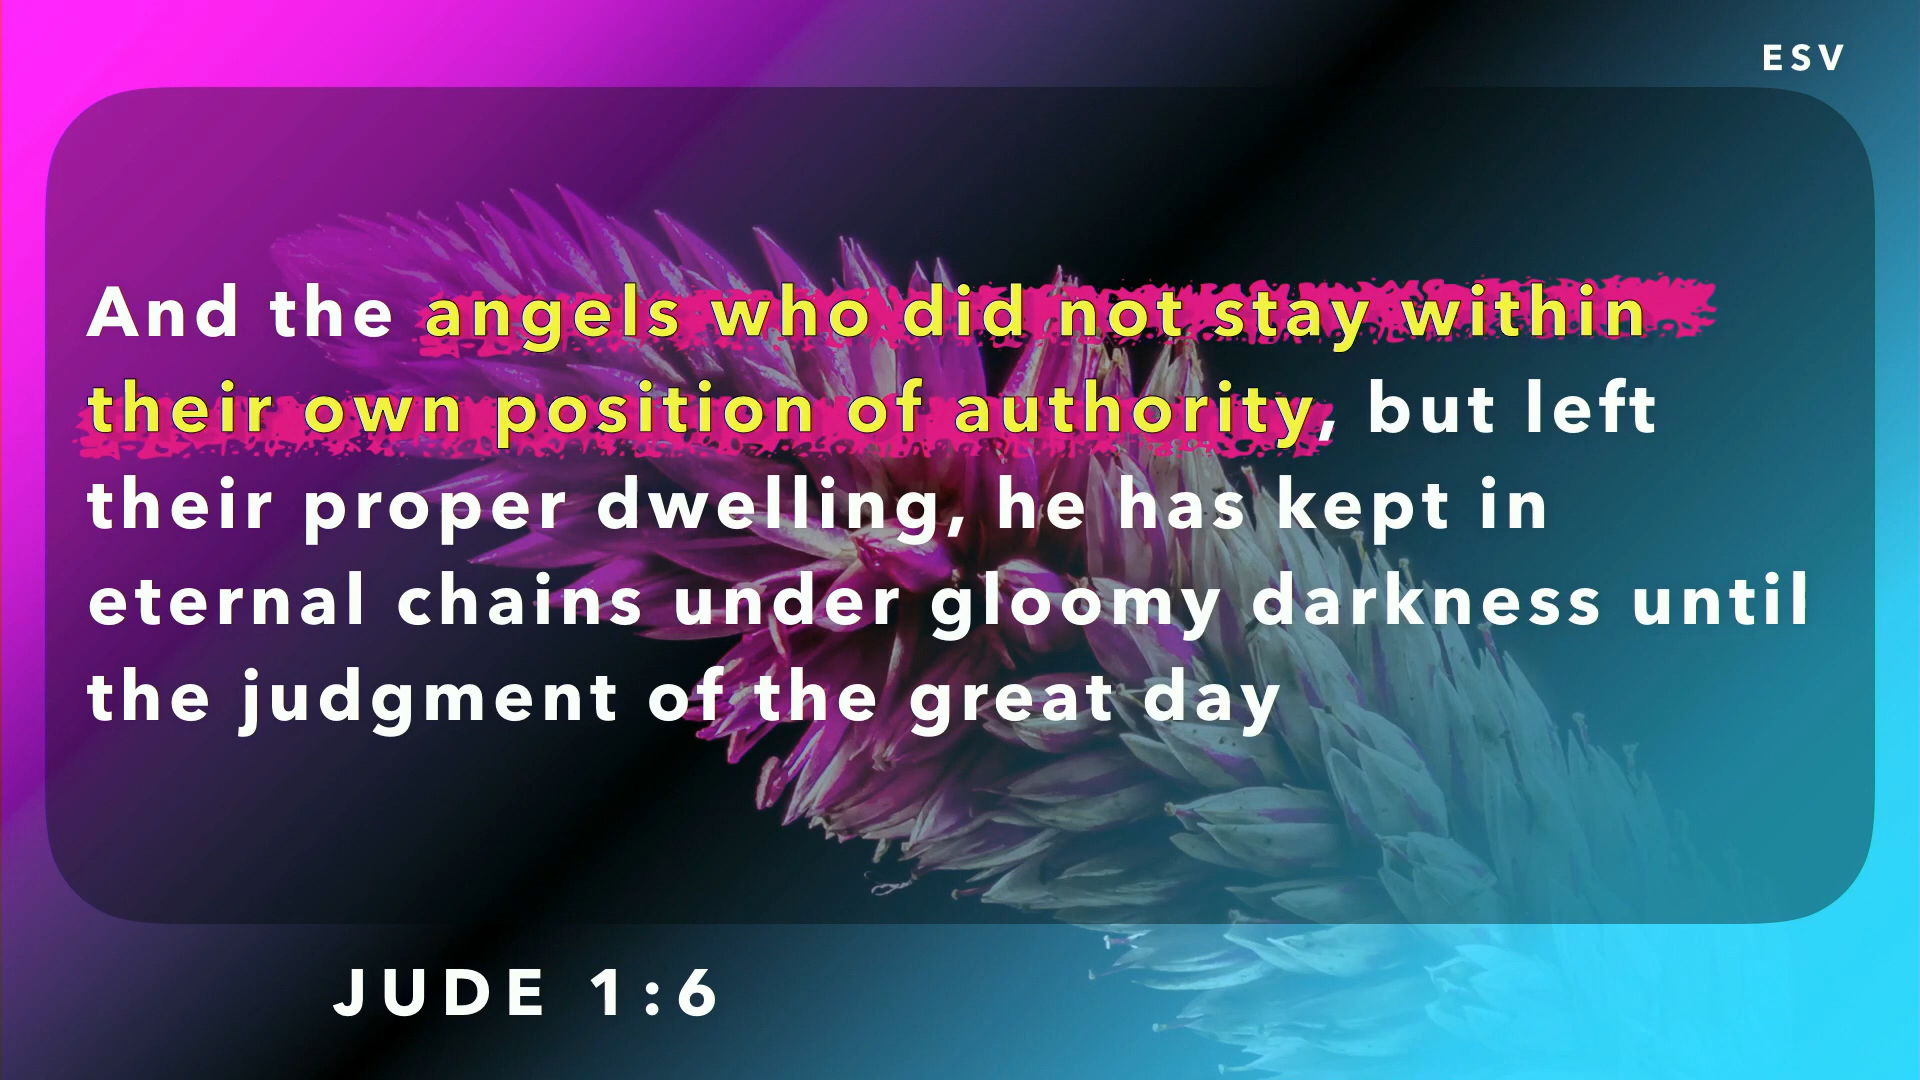 ESV
And the angels who did not stay within
their own position of authority, but left
their proper dwelling, he has kept in
eternal chains under gloomy darkness until
the judgment of the great day
JUDE 1:6